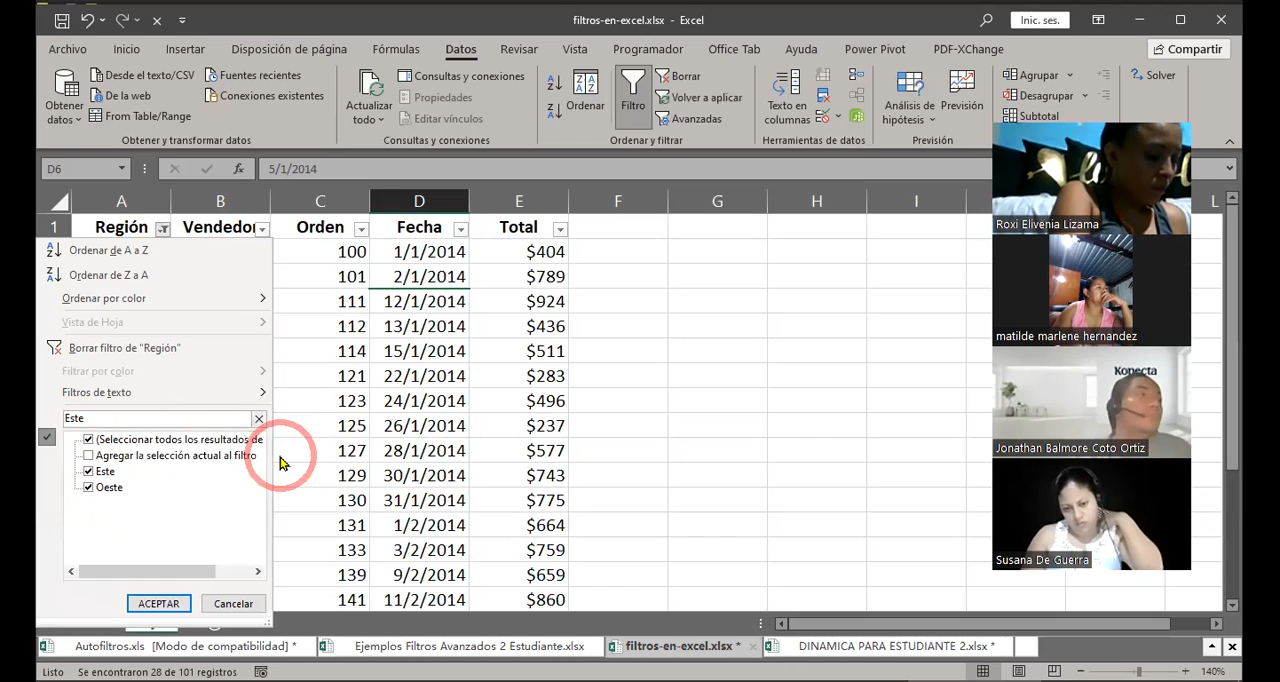 filtros-en-excel.xlsx - Excel
Inic. ses.
Archivo Inicio Insertar Disposición de página Fórmulas Datos Revisar Vista Programador Office Tab Ayuda Power Pivot PDF-XChange Compartir
Obtener datos
Desde el texto/CSV
De la web
From Table/Range
Fuentes recientes
Conexiones existentes
Obtener y transformar datos
Actualizar todo
Consultas y conexiones
Propiedades
Editar vínculos
Consultas y conexiones
Ordenar
Filtro
Borrar
Volver a aplicar
Avanzadas
Ordenar y filtrar
Texto en columnas
Herramientas de datos
Análisis de hipótesis
Previsión
Previsión
Agrupar
Desagrupar
Subtotal
Solver
D6
fx
5/1/2014
A B C D E F G H I L
1 Región Vendedor Orden Fecha Total
100 1/1/2014 $404
101 2/1/2014 $789
111 12/1/2014 $924
112 13/1/2014 $436
114 15/1/2014 $511
121 22/1/2014 $283
123 24/1/2014 $496
125 26/1/2014 $237
127 28/1/2014 $577
129 30/1/2014 $743
130 31/1/2014 $775
131 1/2/2014 $664
133 3/2/2014 $759
139 9/2/2014 $659
141 11/2/2014 $860
Ordenar de A a Z
Ordenar de Z a A
Ordenar por color
Vista de Hoja
Borrar filtro de "Región"
Filtrar por color
Filtros de texto
Este
(Seleccionar todos los resultados de
Agregar la selección actual al filtro
Este
Oeste
ACEPTAR
Cancelar
Roxi Elivenia Lizama
matilde marlene hernandez
Konecta
Jonathan Balmore Coto Ortiz
Susana De Guerra
Autofiltros.xls [Modo de compatibilidad] *
Ejemplos Filtros Avanzados 2 Estudiante.xlsx
filtros-en-excel.xlsx *
DINAMICA PARA ESTUDIANTE 2.xlsx *
Listo
Se encontraron 28 de 101 registros
140%